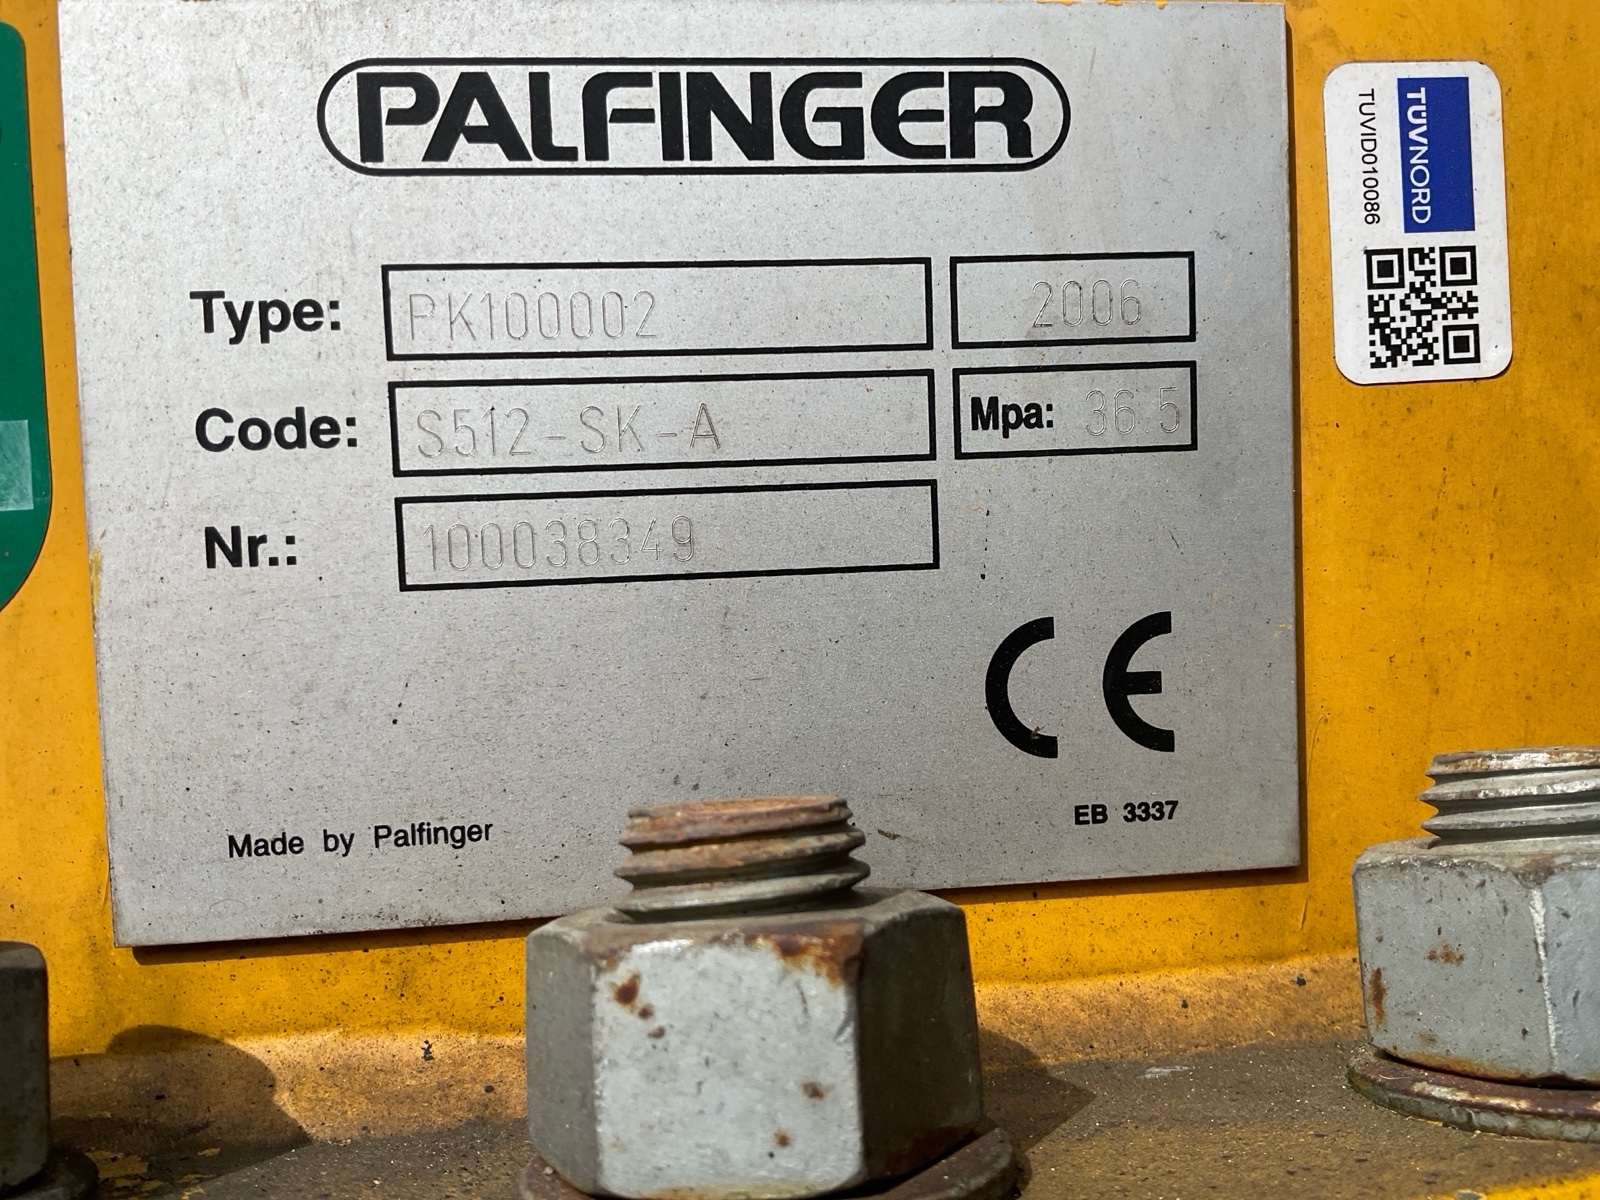 PALFINGER
Type: PK100002 2006
Code: S512-SK-A Mpa: 36.5
Nr.: 100038349
CE
EB 3337
Made by Palfinger
TÜVNORD
TUVID010086